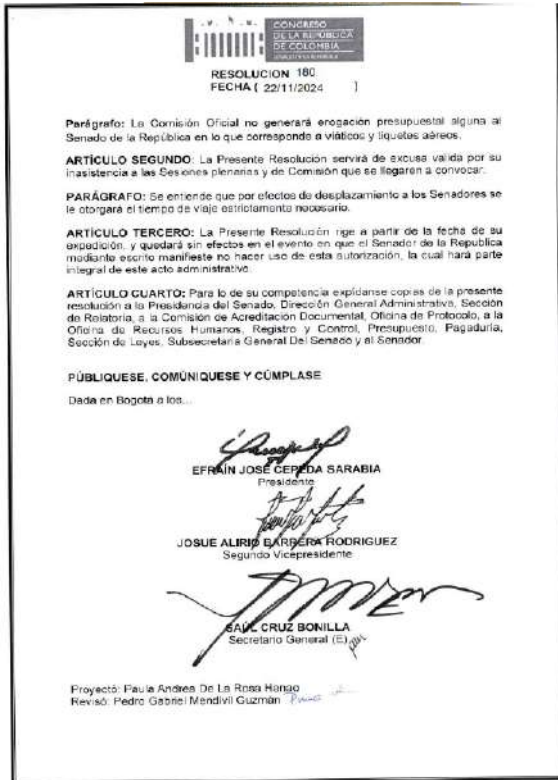 CONGRESO
DE LA REPÚBLICA
DE COLOMBIA
RESOLUCION 180
FECHA ( 22/11/2024 )
Parágrafo: La Comisión Oficial no generará erogación presupuestal alguna al
Senado de la República en lo que corresponde a viáticos y tiquetes aéreos.
ARTÍCULO SEGUNDO: La Presente Resolución servirá de excusa valida por su
inasistencia a las Sesiones plenarias y de Comisión que se llegaren a convocar.
PARÁGRAFO: Se entiende que por efectos de desplazamiento a los Senadores se
le otorgará el tiempo de viaje estrictamente necesario.
ARTÍCULO TERCERO: La Presente Resolución rige a partir de la fecha de su
expedición, y quedará sin efectos en el evento en que el Senador de la Republica
mediante escrito manifieste no hacer uso de esta autorización, la cual hará parte
integral de este acto administrativo.
ARTÍCULO CUARTO: Para lo de su competencia expídanse copias de la presente
resolución a la Presidencia del Senado, Dirección General Administrativa, Sección
de Relatoría, a la Comisión de Acreditación Documental, Oficina de Protocolo, a la
Oficina de Recursos Humanos, Registro y Control, Presupuesto, Pagaduría,
Sección de Leyes, Subsecretaria General Del Senado y al Senador.
PÚBLIQUESE, COMÚNIQUESE Y CÚMPLASE
Dada en Bogotá a los...
EFRAÍN JOSÉ CEPEDA SARABIA
Presidente
JOSUE ALIRIO BARRERA RODRIGUEZ
Segundo Vicepresidente
SAÚL CRUZ BONILLA
Secretario General (E)
Proyectó: Paula Andrea De La Rosa Henao
Revisó: Pedro Gabriel Mendivil Guzmán